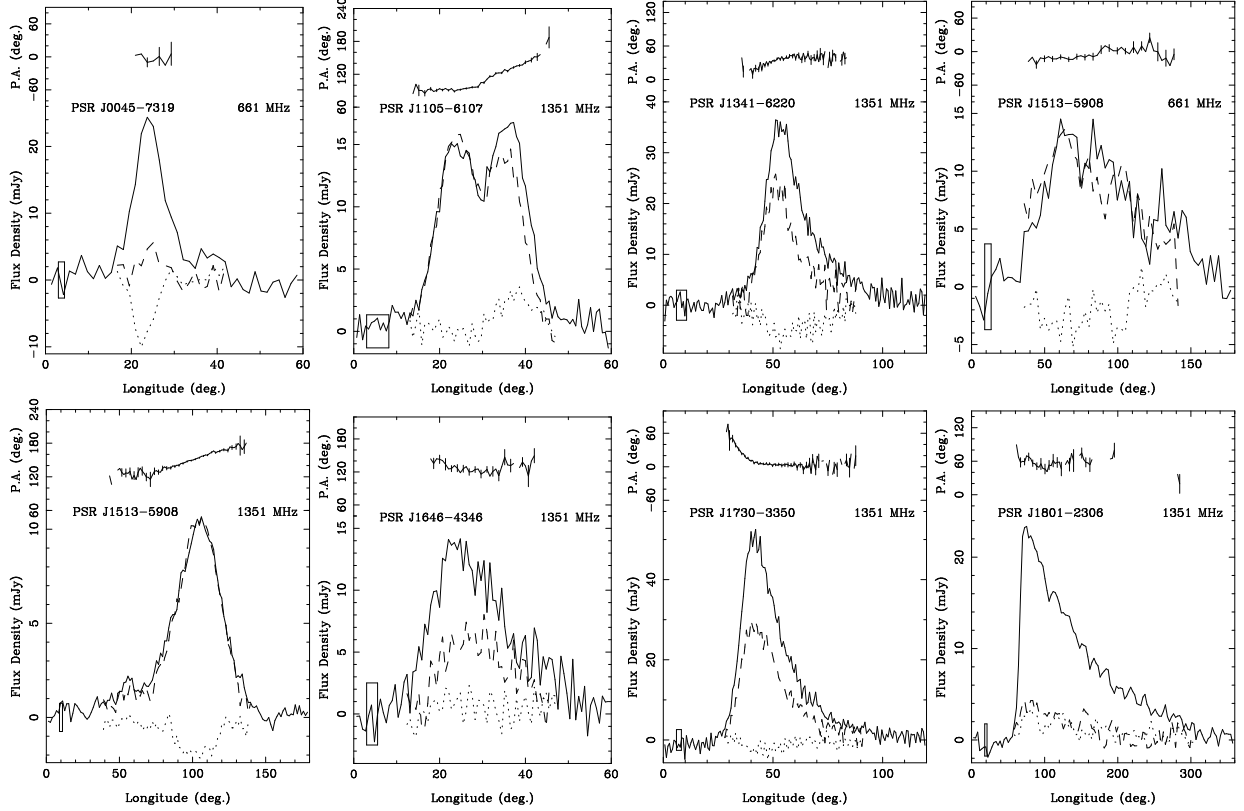 P.A. (deg.)
60
0
−60
PSR J0045−7319 661 MHz
Flux Density (mJy)
20
10
0
−10
0 20 40 60
Longitude (deg.)
P.A. (deg.)
240
180
120
60
PSR J1105−6107 1351 MHz
Flux Density (mJy)
15
10
5
0
0 20 40 60
Longitude (deg.)
P.A. (deg.)
120
60
0
PSR J1341−6220 1351 MHz
Flux Density (mJy)
40
30
20
10
0
0 50 100
Longitude (deg.)
P.A. (deg.)
60
0
−60
PSR J1513−5908 661 MHz
Flux Density (mJy)
15
10
5
0
−5
0 50 100 150
Longitude (deg.)
P.A. (deg.)
240
180
120
60
PSR J1513−5908 1351 MHz
Flux Density (mJy)
10
5
0
0 50 100 150
Longitude (deg.)
P.A. (deg.)
180
120
60
PSR J1646−4346 1351 MHz
Flux Density (mJy)
15
10
5
0
0 20 40 60
Longitude (deg.)
P.A. (deg.)
60
0
−60
PSR J1730−3350 1351 MHz
Flux Density (mJy)
40
20
0
0 50 100
Longitude (deg.)
P.A. (deg.)
120
60
0
PSR J1801−2306 1351 MHz
Flux Density (mJy)
20
10
0
0 100 200 300
Longitude (deg.)